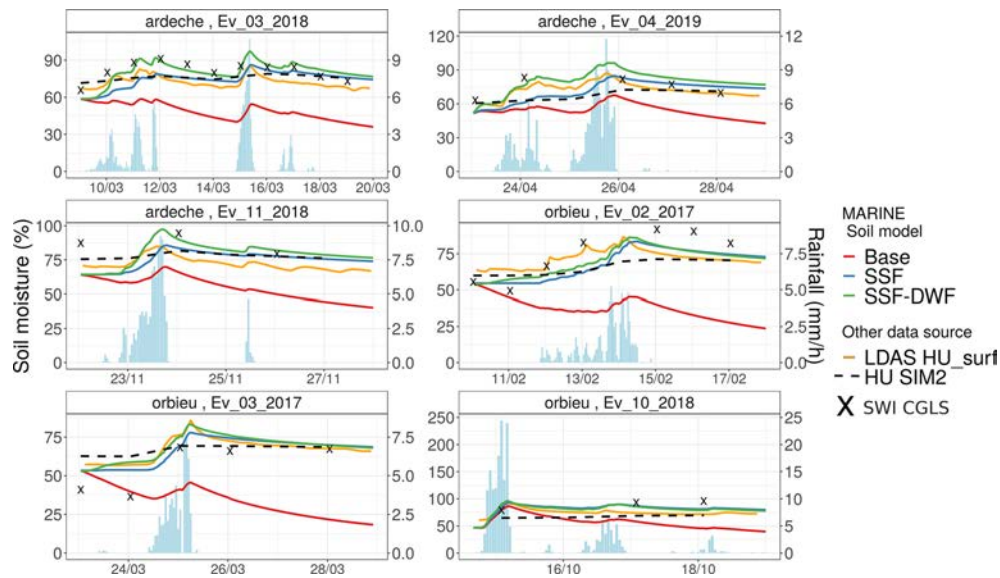 ardeche , Ev_03_2018
ardeche , Ev_04_2019
90
60
30
0
9
6
3
0
10/03 12/03 14/03 16/03 18/03 20/03
120
90
60
30
0
12
9
6
3
0
24/04 26/04 28/04
ardeche , Ev_11_2018
orbieu , Ev_02_2017
100
75
50
25
0
10.0
7.5
5.0
2.5
0.0
23/11 25/11 27/11
75
50
25
0
7.5
5.0
2.5
0.0
11/02 13/02 15/02 17/02
orbieu , Ev_03_2017
orbieu , Ev_10_2018
75
50
25
0
7.5
5.0
2.5
0.0
24/03 26/03 28/03
250
200
150
100
50
0
25
20
15
10
5
0
16/10 18/10
Soil moisture (%)
Rainfall (mm/h)
MARINE
Soil model
Base
SSF
SSF-DWF
Other data source
LDAS HU_surf
HU SIM2
X SWI CGLS